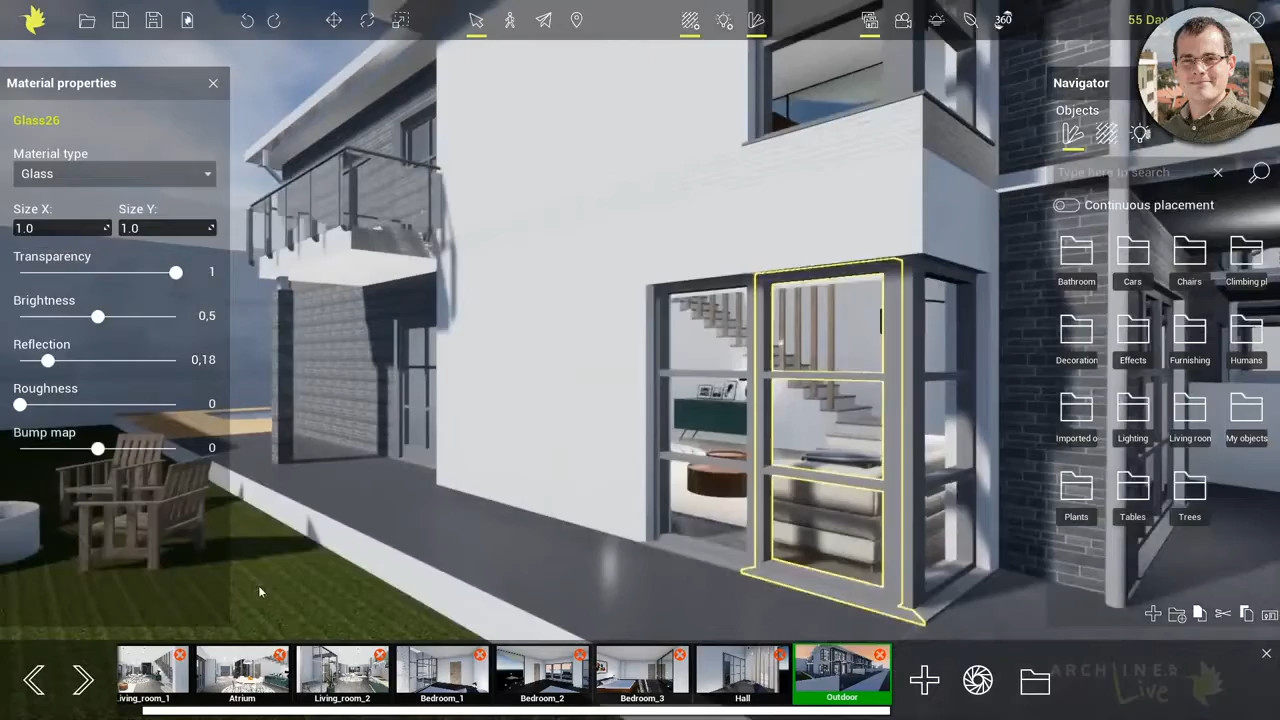 360
55 Day
Material properties
Glass26
Material type
Glass
Size X:
Size Y:
1.0
1.0
Transparency
1
Brightness
0,5
Reflection
0,18
Roughness
0
Bump map
0
Navigator
Objects
Type here to search
Continuous placement
Bathroom
Cars
Chairs
Climbing pl
Decoration
Effects
Furnishing
Humans
Imported o
Lighting
Living room
My objects
Plants
Tables
Trees
iving_room_1
Atrium
Living_room_2
Bedroom_1
Bedroom_2
Bedroom_3
Hall
Outdoor
ARCHLINE.
Live